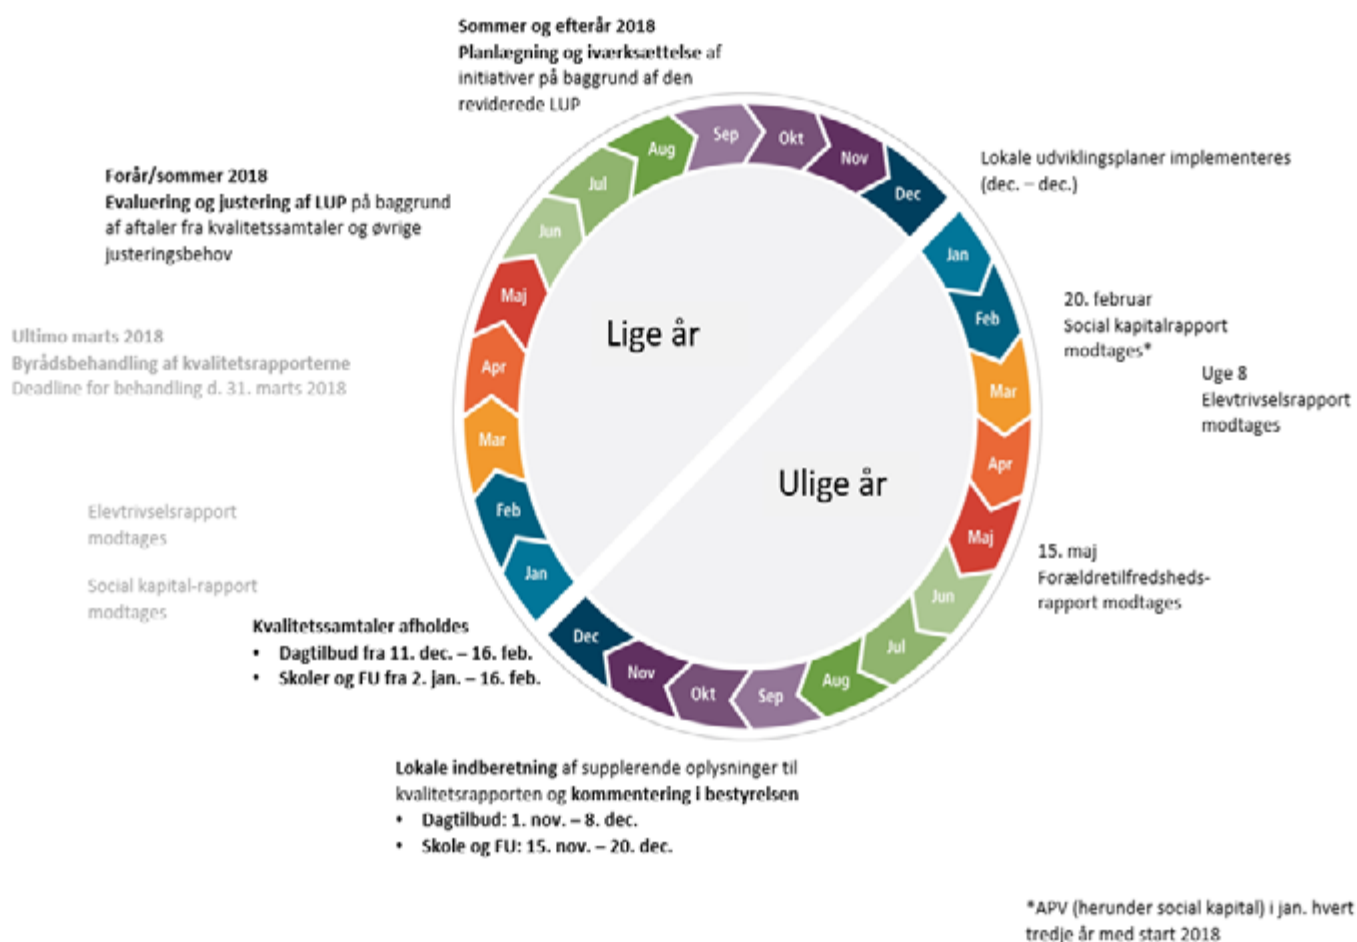 Sommer og efterår 2018
Planlægning og iværksættelse af
initiativer på baggrund af den
reviderede LUP
Forår/sommer 2018
Evaluering og justering af LUP på baggrund
af aftaler fra kvalitetssamtaler og øvrige
justeringsbehov
Ultimo marts 2018
Byrådsbehandling af kvalitetsrapporterne
Deadline for behandling d. 31. marts 2018
Elevtrivselsrapport
modtages
Social kapital-rapport
modtages
Kvalitetssamtaler afholdes
• Dagtilbud fra 11. dec. – 16. feb.
• Skoler og FU fra 2. jan. – 16. feb.
Jan
Feb
Mar
Apr
Maj
Jun
Jul
Aug
Sep
Okt
Nov
Dec
Lige år
Ulige år
Jan
Feb
Mar
Apr
Maj
Jun
Jul
Aug
Sep
Okt
Nov
Dec
Lokale udviklingsplaner implementeres
(dec. – dec.)
20. februar
Social kapitalrapport
modtages*
Uge 8
Elevtrivselsrapport
modtages
15. maj
Forældretilfredsheds-
rapport modtages
Lokale indberetning af supplerende oplysninger til
kvalitetsrapporten og kommentering i bestyrelsen
• Dagtilbud: 1. nov. – 8. dec.
• Skole og FU: 15. nov. – 20. dec.
*APV (herunder social kapital) i jan. hvert
tredje år med start 2018